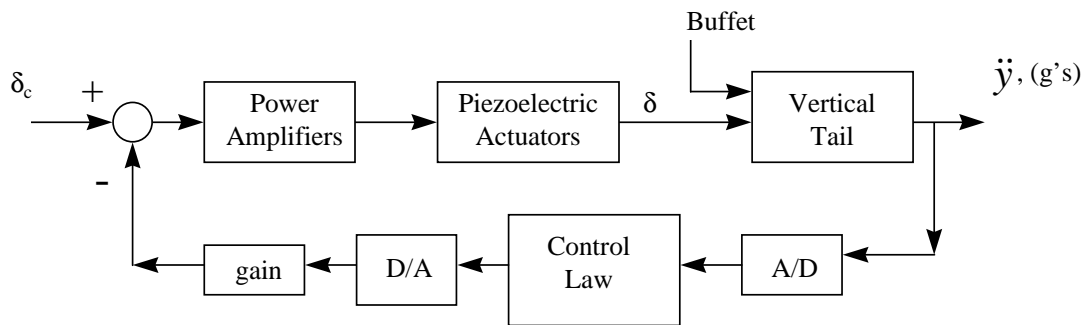 Buffet
δc
+
Power
Amplifiers
Piezoelectric
Actuators
δ
Vertical
Tail
ÿ, (g's)
-
gain
D/A
Control
Law
A/D